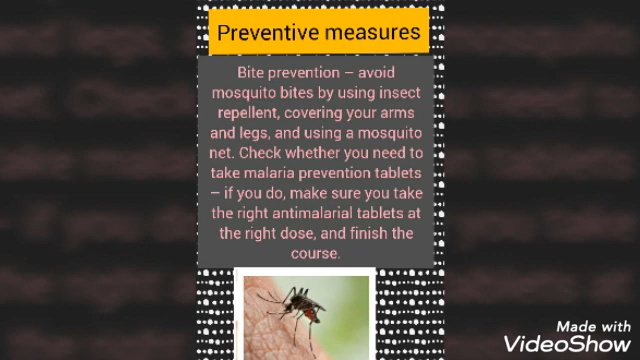 Preventive measures
Bite prevention – avoid
mosquito bites by using insect
repellent, covering your arms
and legs, and using a mosquito
net. Check whether you need to
take malaria prevention tablets
– if you do, make sure you take
the right antimalarial tablets at
the right dose, and finish the
course.
Made with
VideoShow